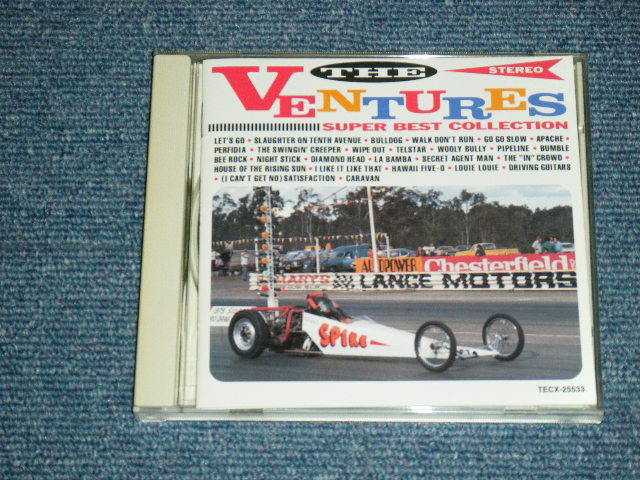 THE
STEREO
VENTURES
SUPER BEST COLLECTION
LET'S GO • SLAUGHTER ON TENTH AVENUE • BULLDOG • WALK DON'T RUN • GO GO SLOW • APACHE •
PERFIDIA • THE SWINGIN' CREEPER • WIPE OUT • TELSTAR • WOOLY BULLY • PIPELINE • BUMBLE
BEE ROCK • NIGHT STICK • DIAMOND HEAD • LA BAMBA • SECRET AGENT MAN • THE "IN" CROWD •
HOUSE OF THE RISING SUN • I LIKE IT LIKE THAT • HAWAII FIVE-O • LOUIE LOUIE • DRIVING GUITARS
• (I CAN'T GET NO) SATISFACTION • CARAVAN
AUTOPOWER Chesterfield
LANGE MOTORS
SPike
TECX-25533